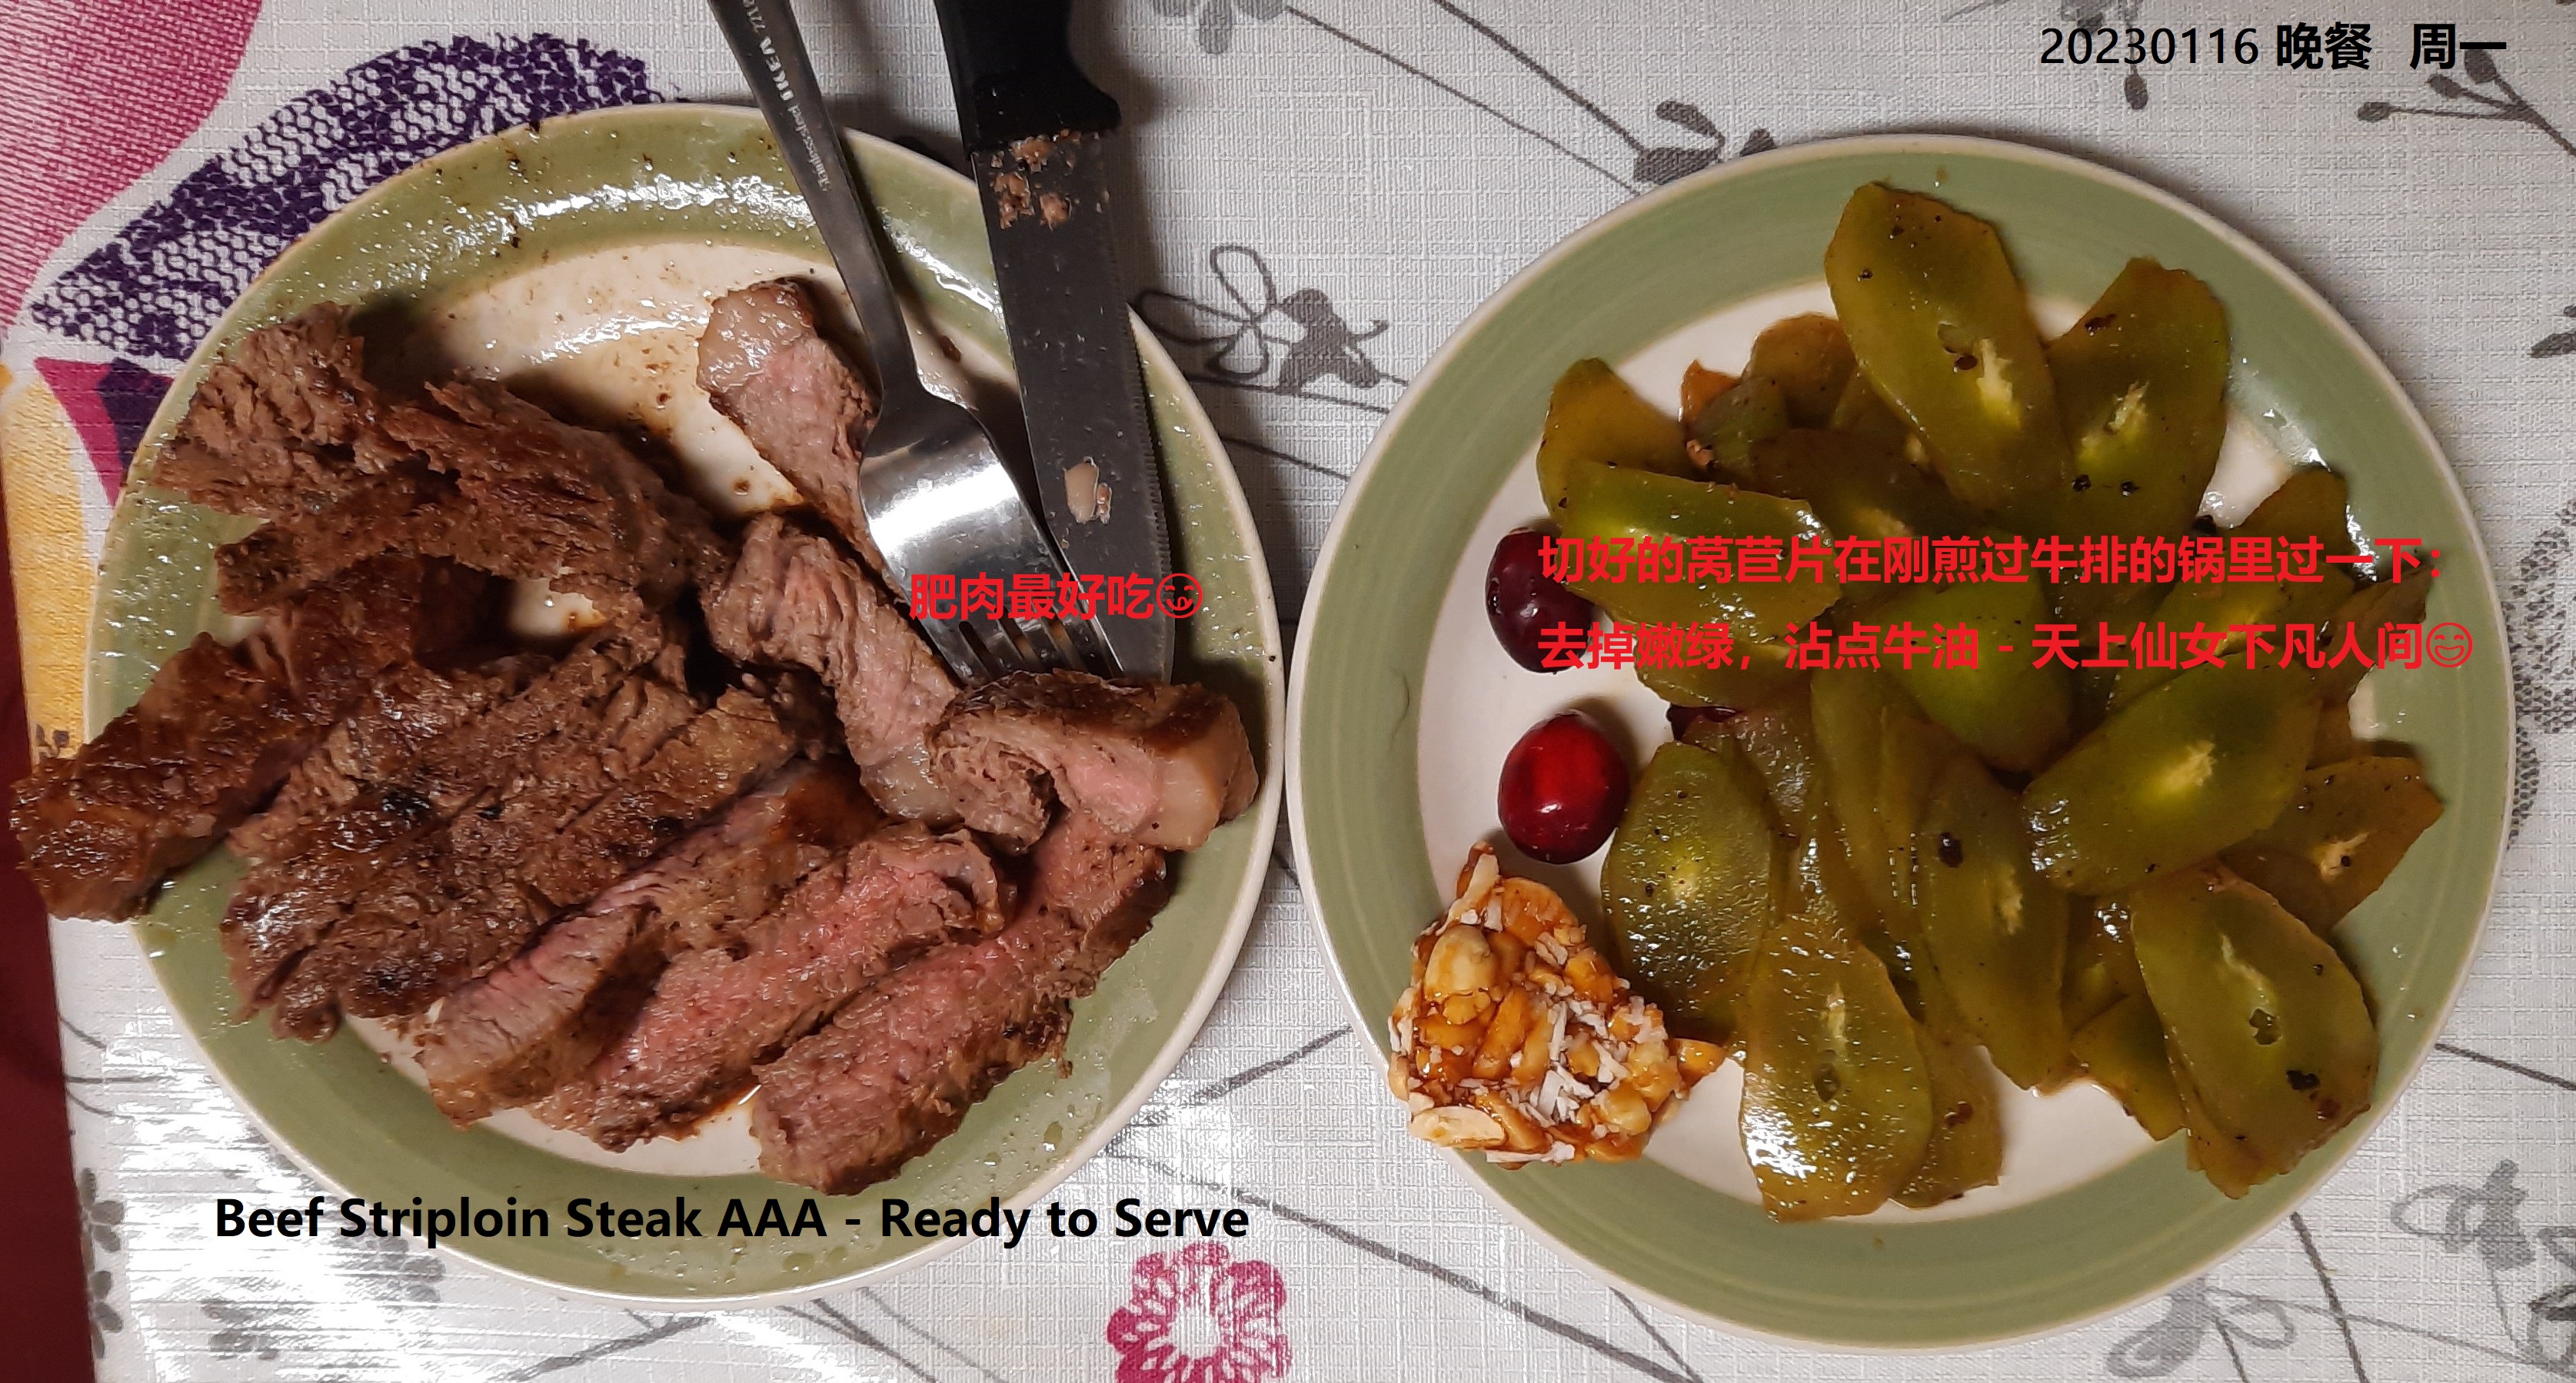 20230116 晚餐 周一
IKEA
肥肉最好吃😋
切好的莴苣片在刚煎过牛排的锅里过一下：
去掉嫩绿，沾点牛油 - 天上仙女下凡人间😄
Beef Striploin Steak AAA - Ready to Serve